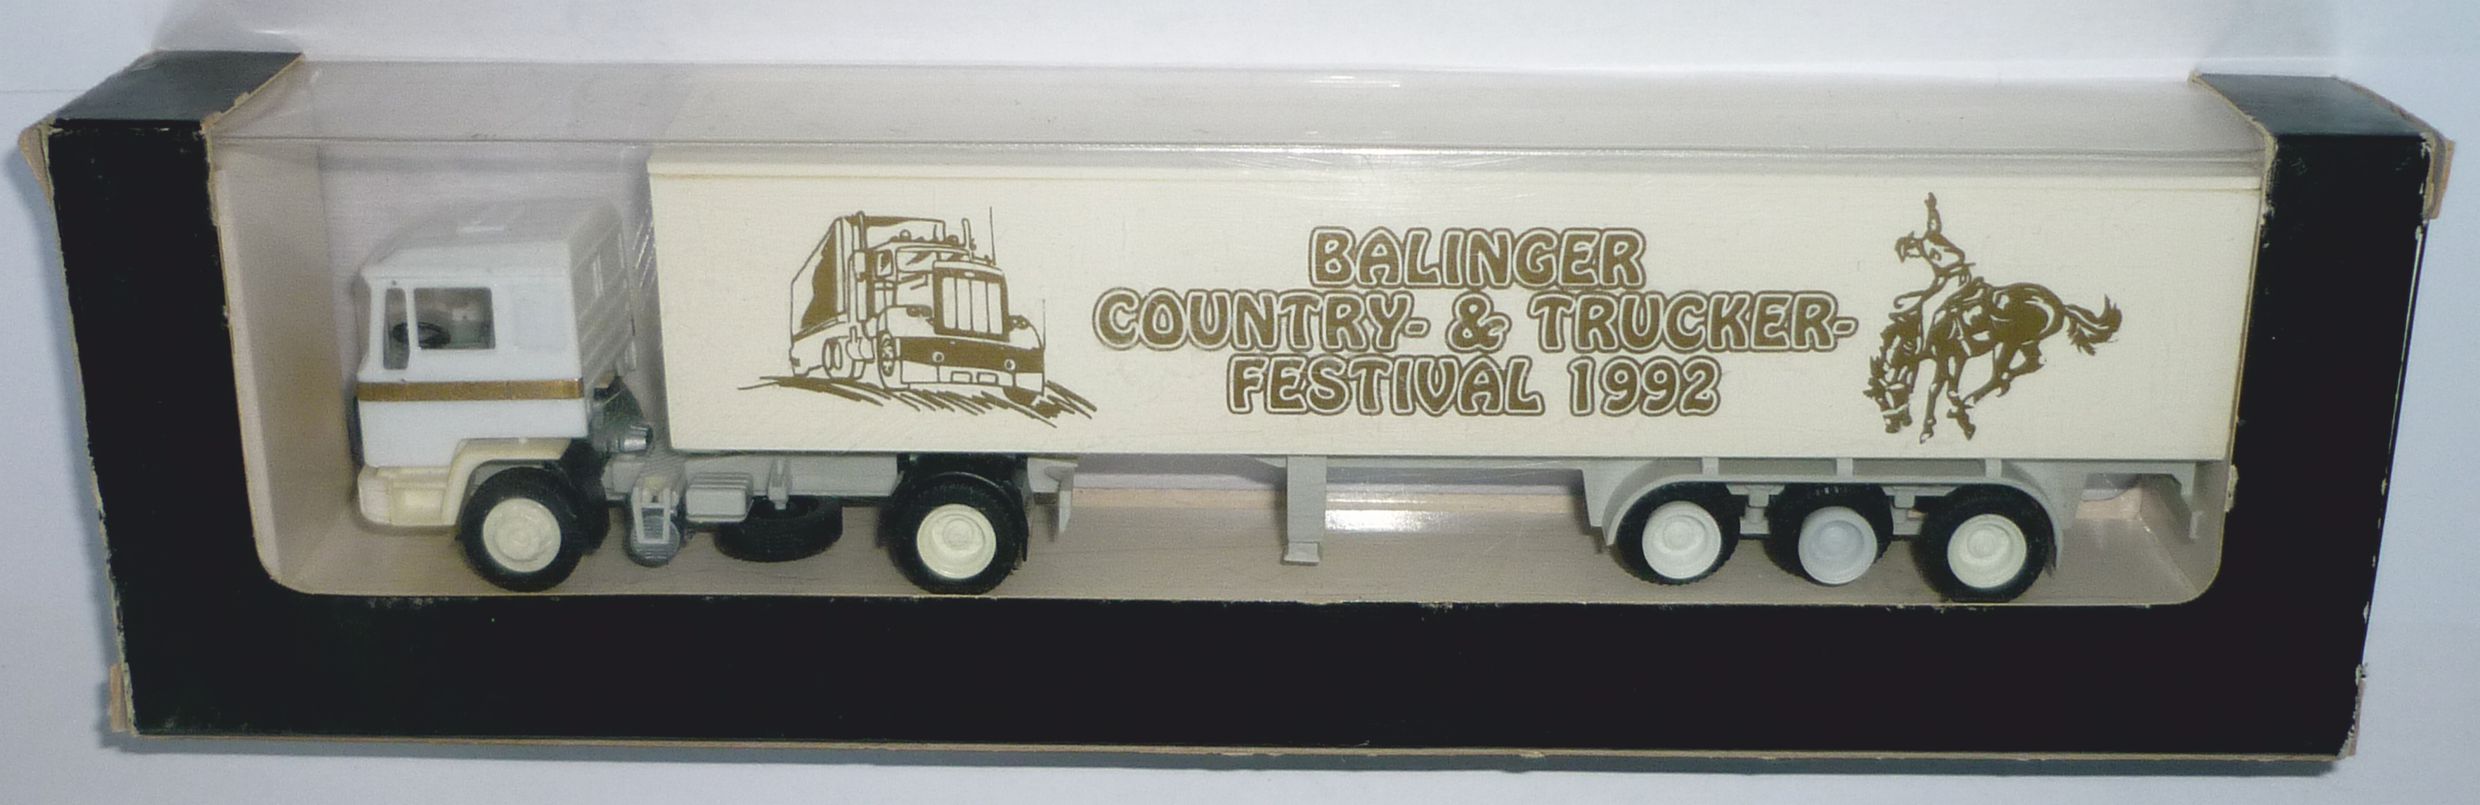 BALINGER
COUNTRY- & TRUCKER-
FESTIVAL 1992